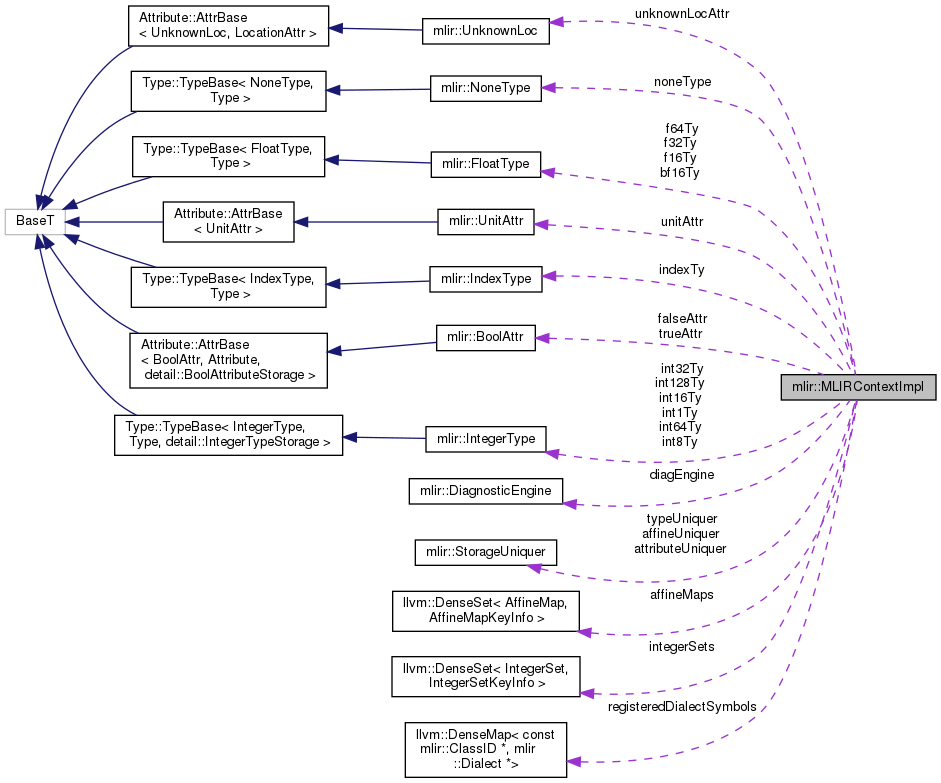 Attribute::AttrBase
< UnknownLoc, LocationAttr >
mlir::UnknownLoc
unknownLocAttr
Type::TypeBase< NoneType,
Type >
mlir::NoneType
noneType
Type::TypeBase< FloatType,
Type >
mlir::FloatType
f64Ty
f32Ty
f16Ty
bf16Ty
BaseT
Attribute::AttrBase
< UnitAttr >
mlir::UnitAttr
unitAttr
Type::TypeBase< IndexType,
Type >
mlir::IndexType
indexTy
Attribute::AttrBase
< BoolAttr, Attribute,
detail::BoolAttributeStorage >
mlir::BoolAttr
falseAttr
trueAttr
mlir::MLIRContextImpl
Type::TypeBase< IntegerType,
Type, detail::IntegerTypeStorage >
mlir::IntegerType
int32Ty
int128Ty
int16Ty
int1Ty
int64Ty
int8Ty
mlir::DiagnosticEngine
diagEngine
mlir::StorageUniquer
typeUniquer
affineUniquer
attributeUniquer
llvm::DenseSet< AffineMap,
AffineMapKeyInfo >
affineMaps
llvm::DenseSet< IntegerSet,
IntegerSetKeyInfo >
integerSets
llvm::DenseMap< const
mlir::ClassID *, mlir
::Dialect *>
registeredDialectSymbols